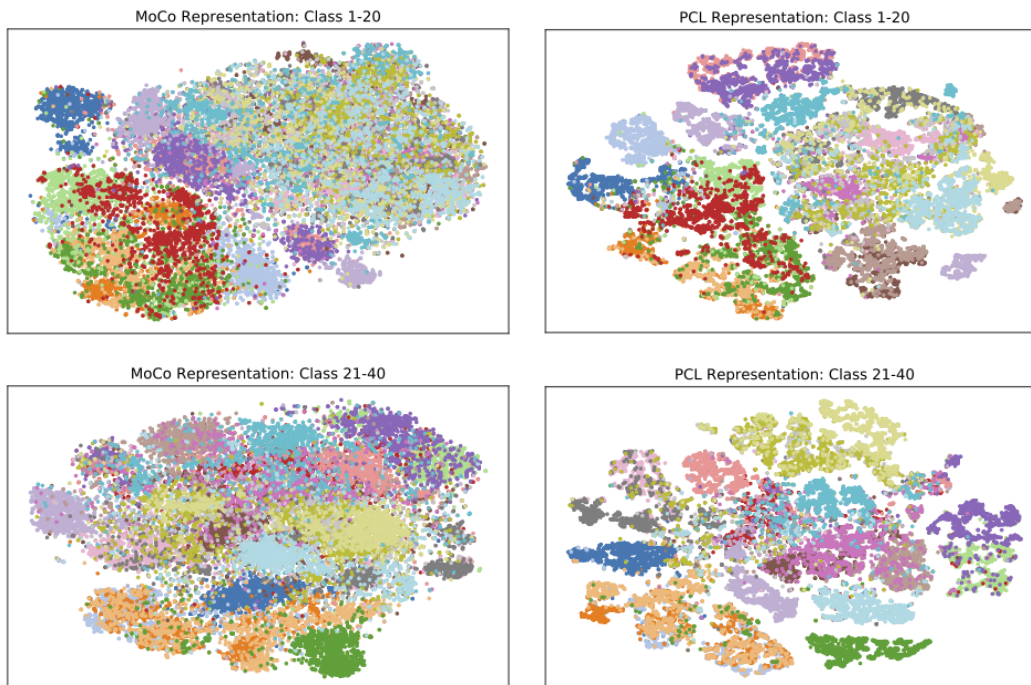 MoCo Representation: Class 1-20
PCL Representation: Class 1-20
MoCo Representation: Class 21-40
PCL Representation: Class 21-40